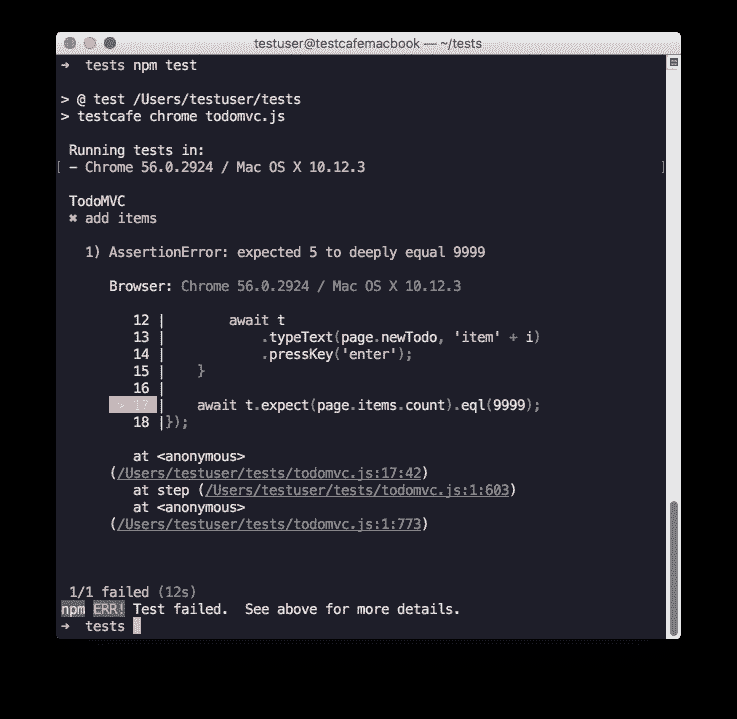 testuser@testcafemacbook — ~/tests
➜ tests npm test
> @ test /Users/testuser/tests
> testcafe chrome todomvc.js
Running tests in:
[ - Chrome 56.0.2924 / Mac OS X 10.12.3 ]
TodoMVC
✖ add items
1) AssertionError: expected 5 to deeply equal 9999
Browser: Chrome 56.0.2924 / Mac OS X 10.12.3
12 |        await t
13 |            .typeText(page.newTodo, 'item' + i)
14 |            .pressKey('enter');
15 |    }
16 |
> 17 |    await t.expect(page.items.count).eql(9999);
18 |});
at <anonymous>
(/Users/testuser/tests/todomvc.js:17:42)
at step (/Users/testuser/tests/todomvc.js:1:603)
at <anonymous>
(/Users/testuser/tests/todomvc.js:1:773)
1/1 failed (12s)
npm ERR! Test failed.  See above for more details.
➜ tests